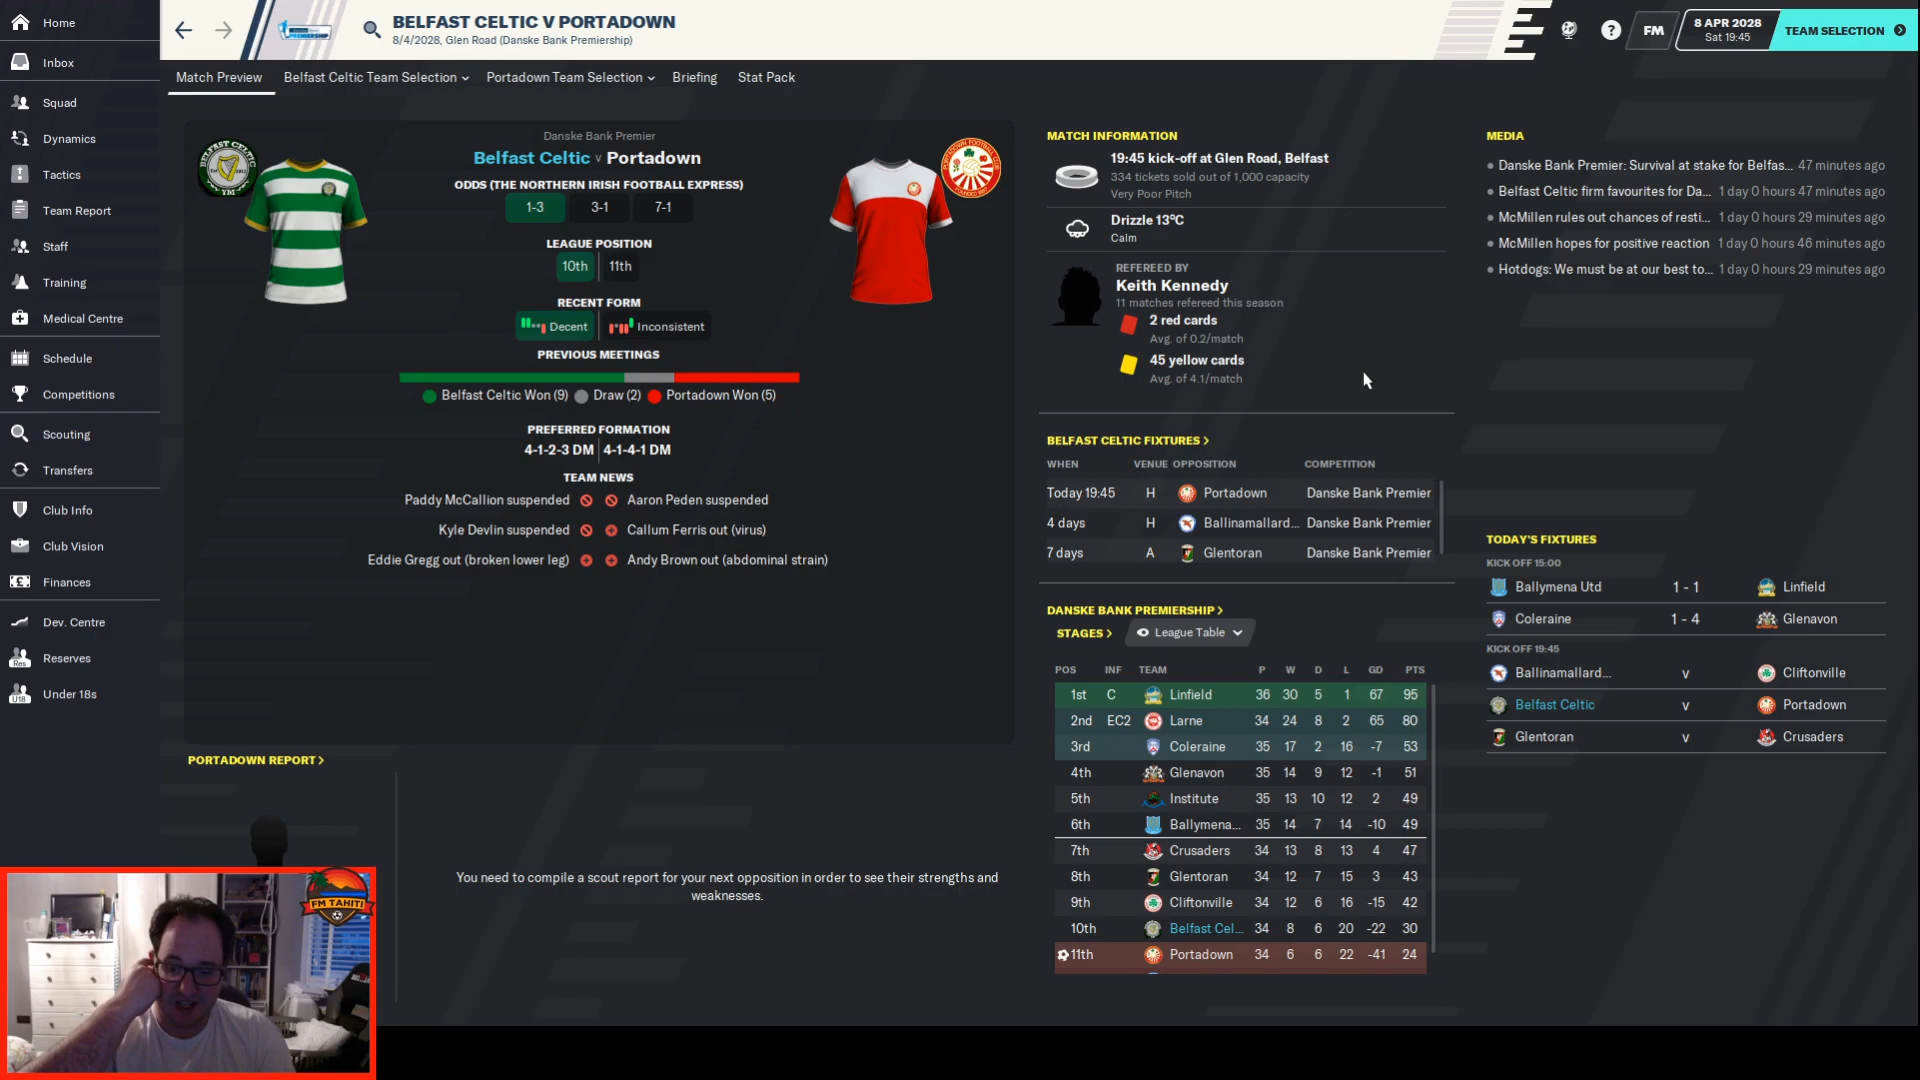 Home
Inbox
Squad
Dynamics
Tactics
Team Report
Staff
Training
Medical Centre
Schedule
Competitions
Scouting
Transfers
Club Info
Club Vision
Finances
Dev. Centre
Reserves
Under 18s
BELFAST CELTIC V PORTADOWN
8/4/2028, Glen Road (Danske Bank Premiership)
FM
8 APR 2028
Sat 19:45
TEAM SELECTION
Match Preview
Belfast Celtic Team Selection
Portadown Team Selection
Briefing
Stat Pack
Danske Bank Premier
Belfast Celtic v Portadown
ODDS (THE NORTHERN IRISH FOOTBALL EXPRESS)
1-3 3-1 7-1
LEAGUE POSITION
10th 11th
RECENT FORM
Decent Inconsistent
PREVIOUS MEETINGS
Belfast Celtic Won (9) Draw (2) Portadown Won (5)
PREFERRED FORMATION
4-1-2-3 DM 4-1-4-1 DM
TEAM NEWS
Paddy McCallion suspended Aaron Peden suspended
Kyle Devlin suspended Callum Ferris out (virus)
Eddie Gregg out (broken lower leg) Andy Brown out (abdominal strain)
PORTADOWN REPORT >
You need to compile a scout report for your next opposition in order to see their strengths and
weaknesses.
FM TAHITI
MATCH INFORMATION
19:45 kick-off at Glen Road, Belfast
334 tickets sold out of 1,000 capacity
Very Poor Pitch
Drizzle 13°C
Calm
REFEREED BY
Keith Kennedy
11 matches refereed this season
2 red cards
Avg. of 0.2/match
45 yellow cards
Avg. of 4.1/match
BELFAST CELTIC FIXTURES >
WHEN VENUE OPPOSITION COMPETITION
Today 19:45 H Portadown Danske Bank Premier
4 days H Ballinamallard... Danske Bank Premier
7 days A Glentoran Danske Bank Premier
DANSKE BANK PREMIERSHIP >
STAGES > League Table
POS INF TEAM P W D L GD PTS
1st C Linfield 36 30 5 1 67 95
2nd EC2 Larne 34 24 8 2 65 80
3rd Coleraine 35 17 2 16 -7 53
4th Glenavon 35 14 9 12 -1 51
5th Institute 35 13 10 12 2 49
6th Ballymena... 35 14 7 14 -10 49
7th Crusaders 34 13 8 13 4 47
8th Glentoran 34 12 7 15 3 43
9th Cliftonville 34 12 6 16 -15 42
10th Belfast Cel... 34 8 6 20 -22 30
11th Portadown 34 6 6 22 -41 24
MEDIA
Danske Bank Premier: Survival at stake for Belfas... 47 minutes ago
Belfast Celtic firm favourites for Da... 1 day 0 hours 47 minutes ago
McMillen rules out chances of resti... 1 day 0 hours 29 minutes ago
McMillen hopes for positive reaction 1 day 0 hours 46 minutes ago
Hotdogs: We must be at our best to... 1 day 0 hours 29 minutes ago
TODAY'S FIXTURES
KICK OFF 15:00
Ballymena Utd 1 - 1 Linfield
Coleraine 1 - 4 Glenavon
KICK OFF 19:45
Ballinamallard... v Cliftonville
Belfast Celtic v Portadown
Glentoran v Crusaders